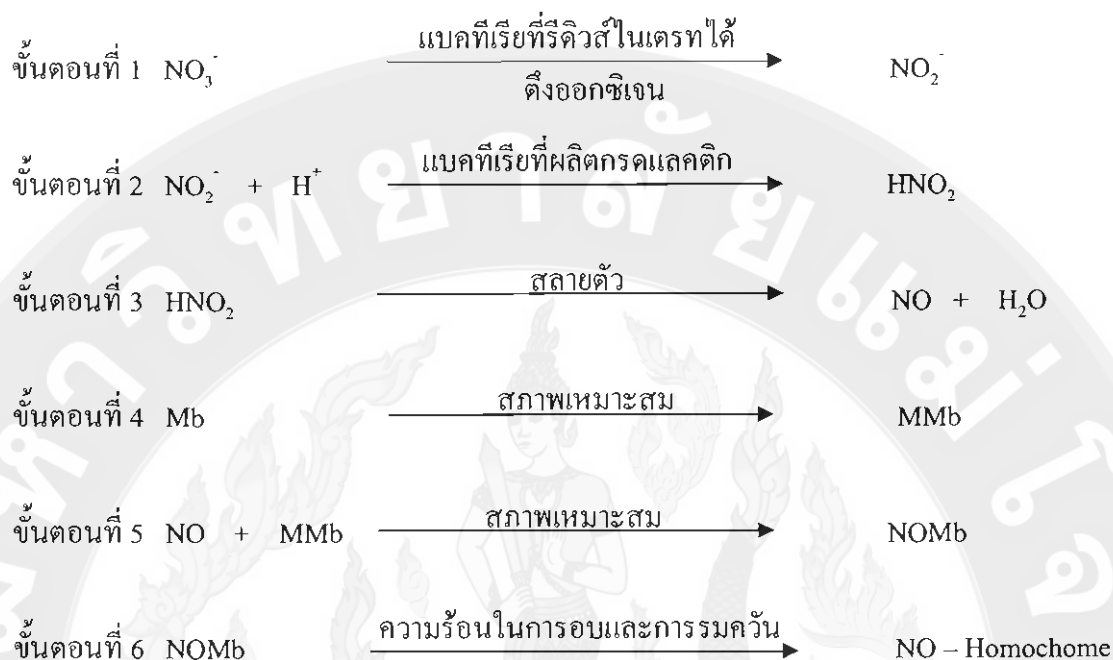 ขั้นตอนที่ 1 NO₃⁻ แบคทีเรียที่รีดิวส์ไนเตรทได้ NO₂⁻
ดึงออกซิเจน
ขั้นตอนที่ 2 NO₂⁻ + H⁺ แบคทีเรียที่ผลิตกรดแลคติก HNO₂
ขั้นตอนที่ 3 HNO₂ สลายตัว NO + H₂O
ขั้นตอนที่ 4 Mb สภาพเหมาะสม MMb
ขั้นตอนที่ 5 NO + MMb สภาพเหมาะสม NOMb
ขั้นตอนที่ 6 NOMb ความร้อนในการอบและการรมควัน NO – Homochome